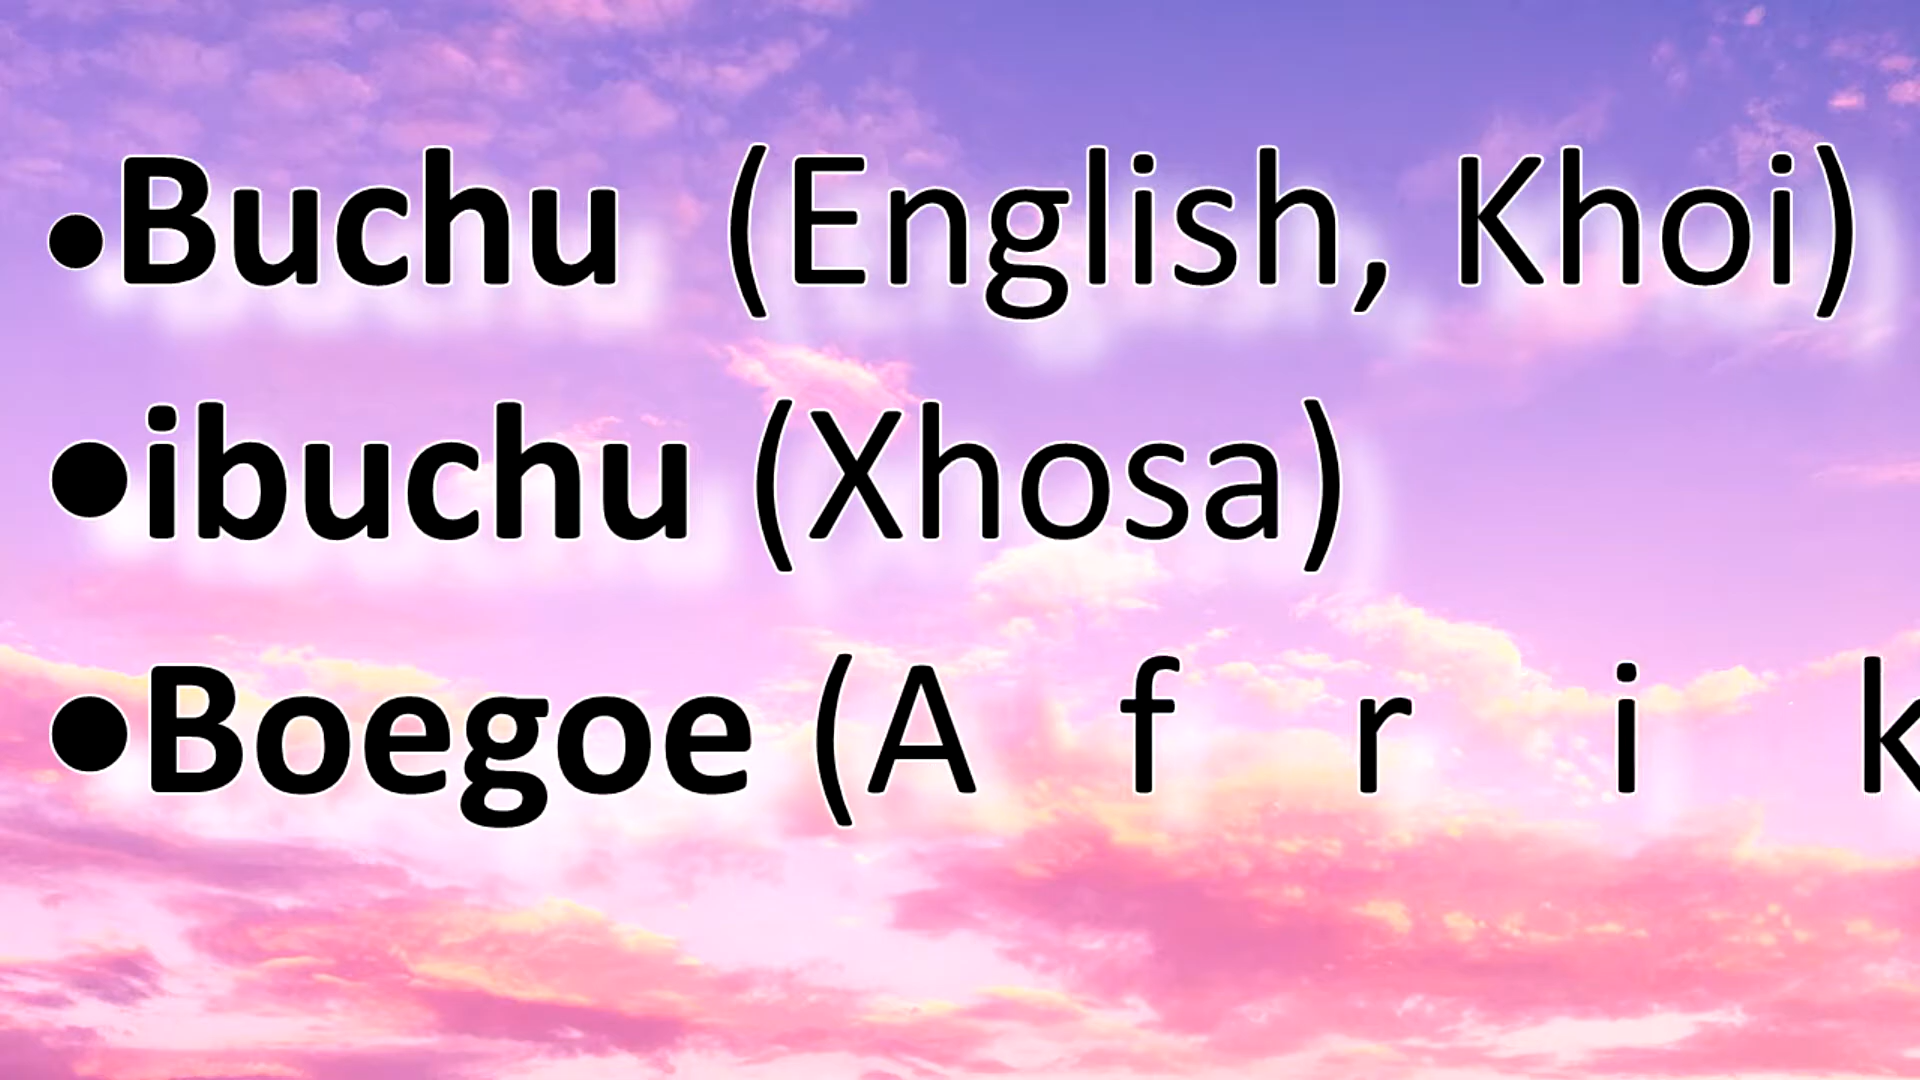 •Buchu (English, Khoi)
•ibuchu (Xhosa)
•Boegoe (A f r i k